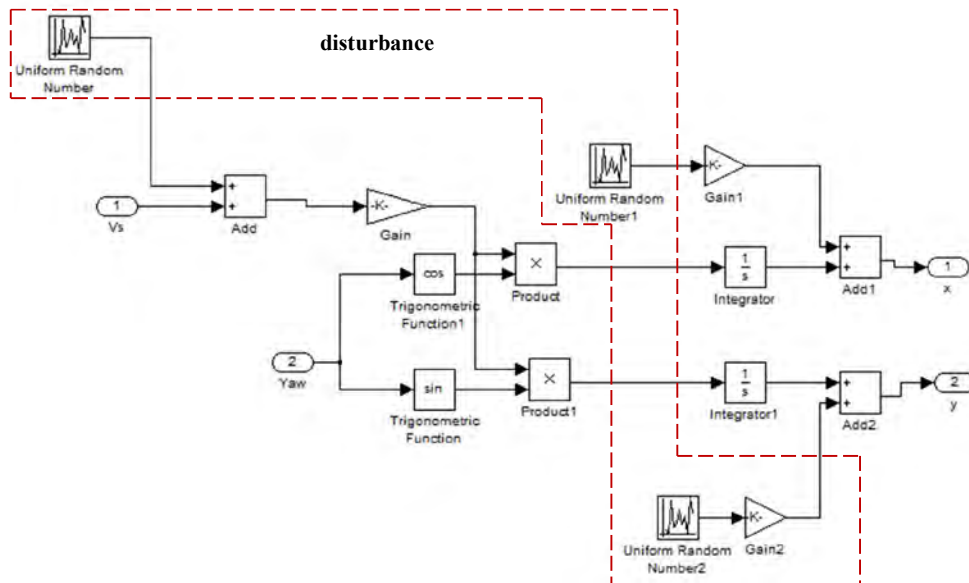 disturbance
Uniform Random
Number
+
+
Add
1
Vs
-K-
Gain
Uniform Random
Number1
-K-
Gain1
cos
Trigonometric
Function1
×
Product
1
s
Integrator
+
+
Add1
1
x
2
Yaw
sin
Trigonometric
Function
×
Product1
1
s
Integrator1
+
+
Add2
2
y
Uniform Random
Number2
-K-
Gain2